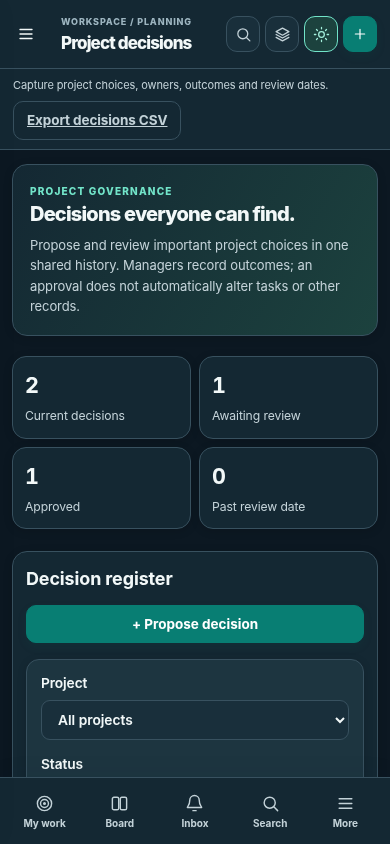 WORKSPACE / PLANNING
Project decisions
Capture project choices, owners, outcomes and review dates.
Export decisions CSV
PROJECT GOVERNANCE
Decisions everyone can find.
Propose and review important project choices in one
shared history. Managers record outcomes; an
approval does not automatically alter tasks or other
records.
2
Current decisions
1
Awaiting review
1
Approved
0
Past review date
Decision register
+ Propose decision
Project
All projects
Status
My work
Board
Inbox
Search
More